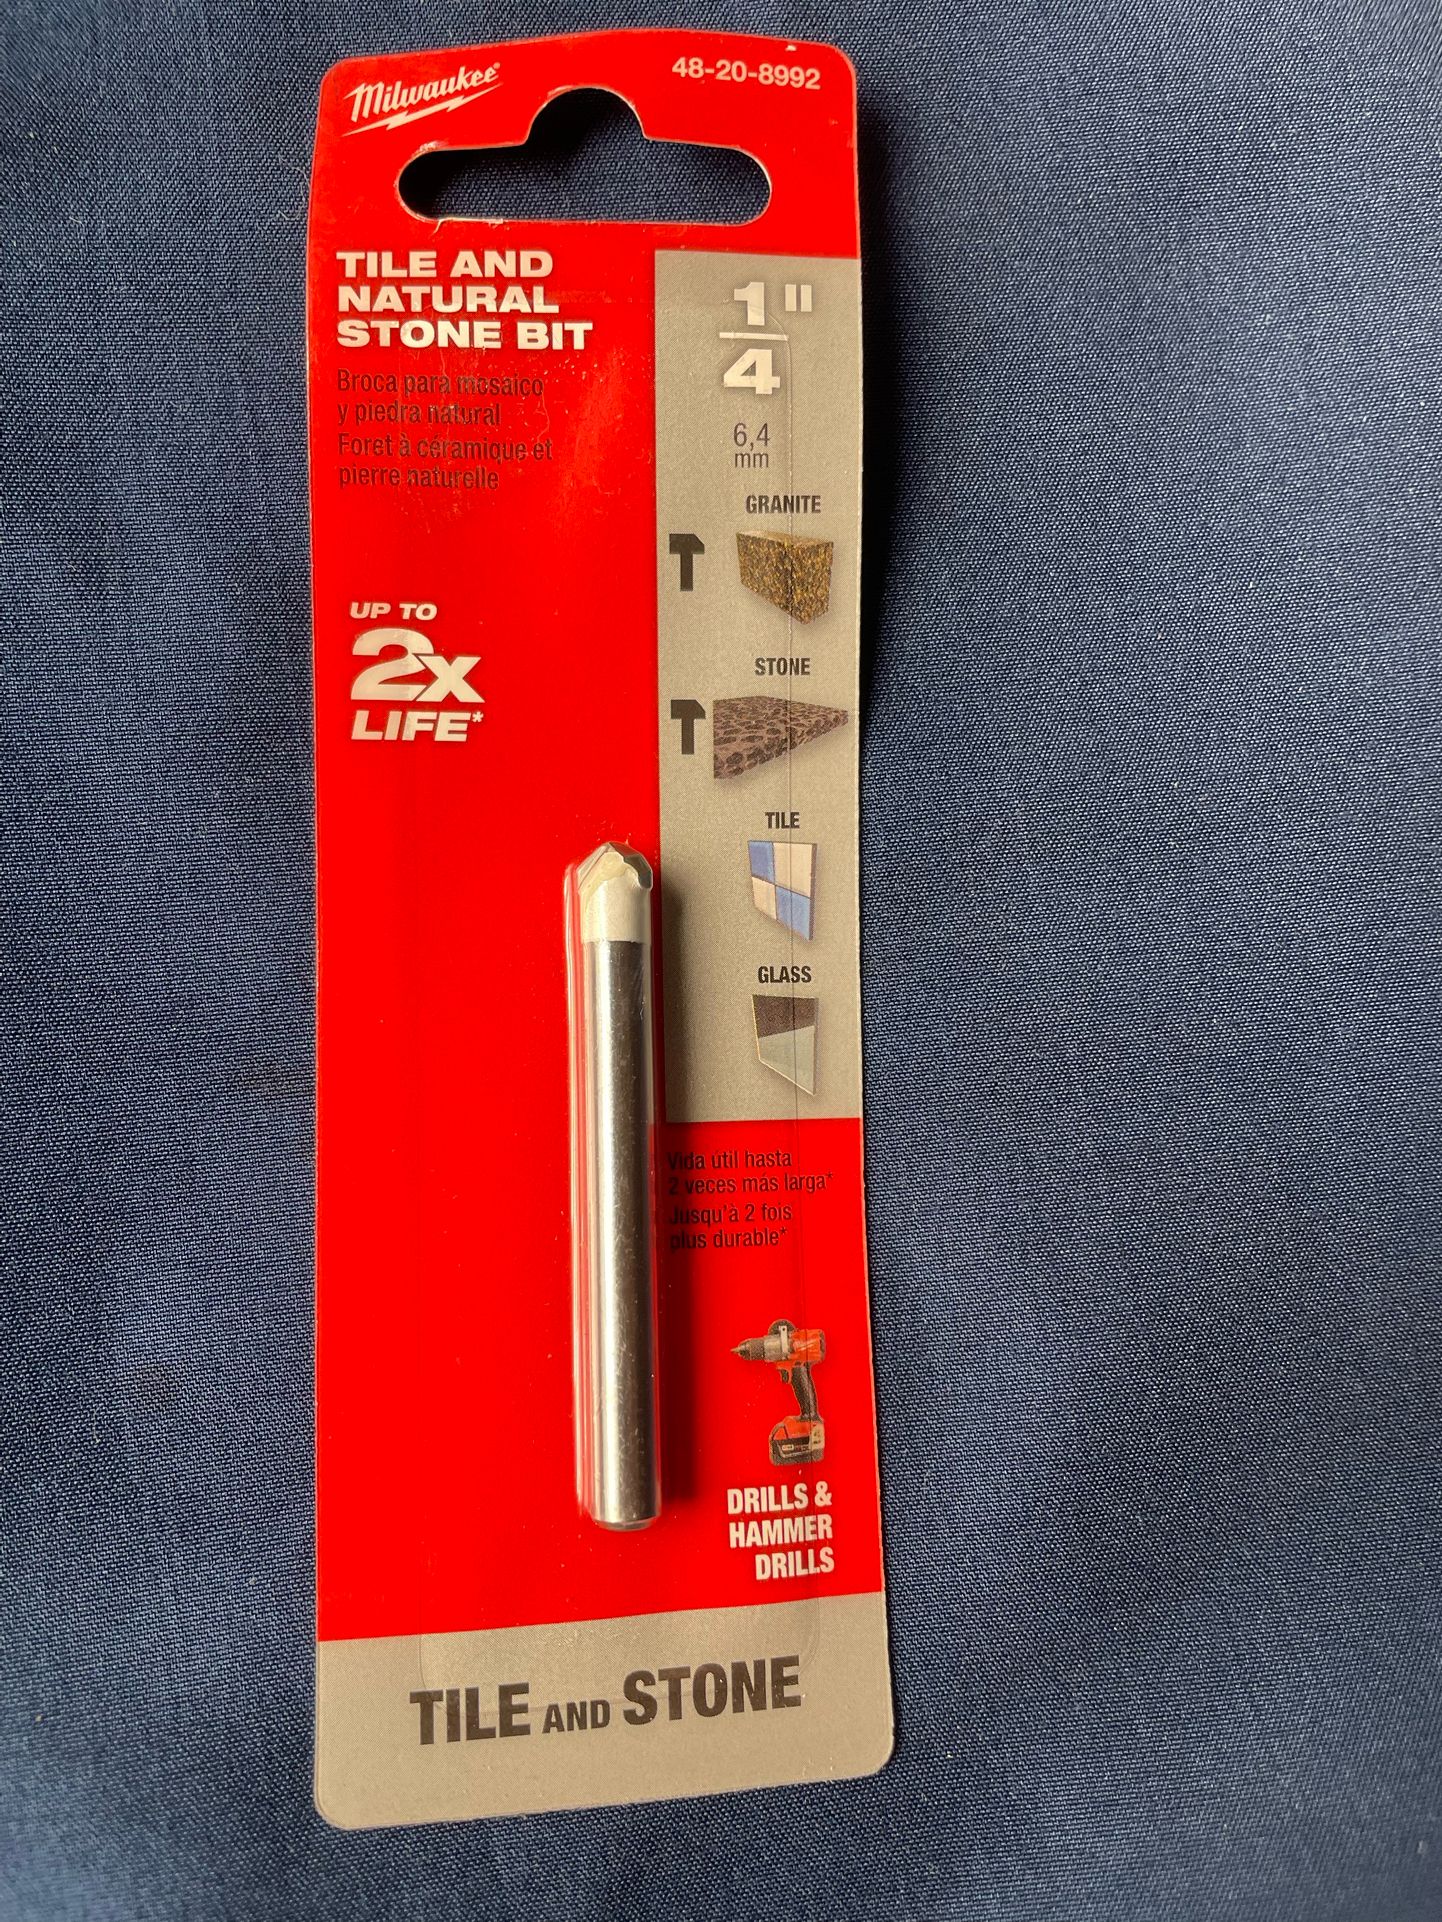 Milwaukee®
48-20-8992
TILE AND
NATURAL
STONE BIT
Broca para mosaico
y piedra natural
Foret à céramique et
pierre naturelle
1"
4
6,4
mm
GRANITE
UP TO
2X
LIFE*
STONE
TILE
GLASS
Vida útil hasta
2 veces más larga*
Jusqu'à 2 fois
plus durable*
DRILLS &
HAMMER
DRILLS
TILE AND STONE